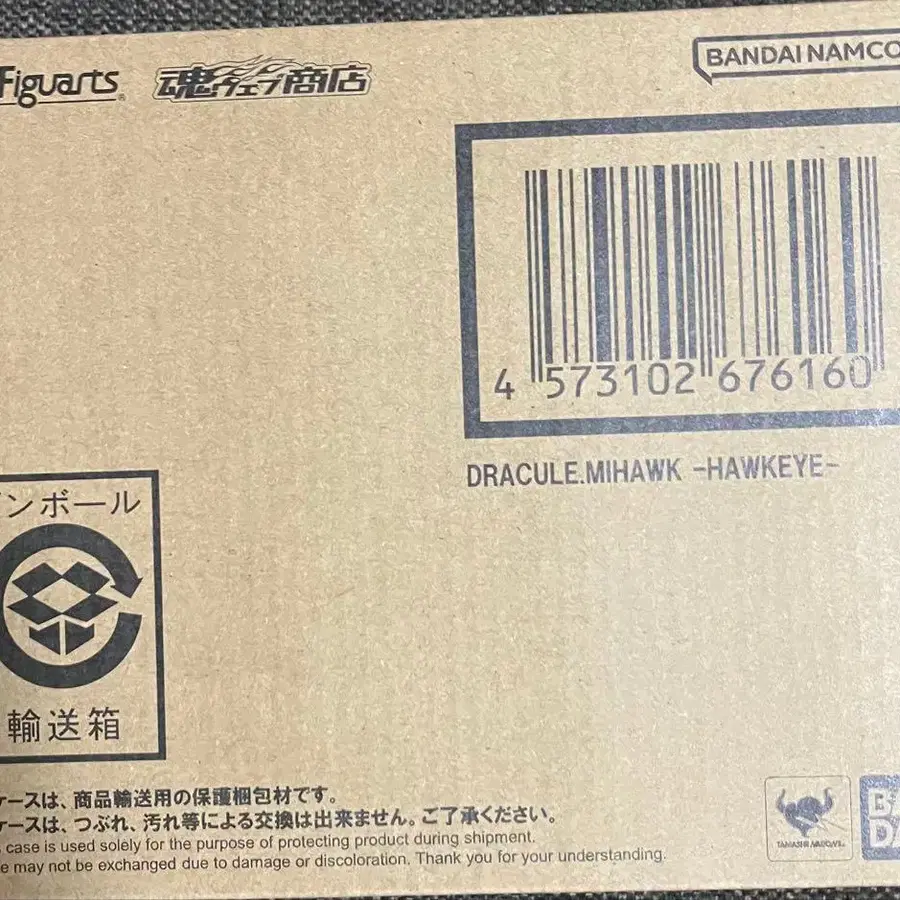 Figuarts
魂ウェブ商店
BANDAI NAMCO
4 573102 676160
DRACULE.MIHAWK -HAWKEYE-
ンボール
輸送箱
ケースは、商品輸送用の保護梱包材です。
ケースは、つぶれ、汚れ等による交換は出来ません。ご了承ください。
case is used solely for the purpose of protecting product during shipment.
e may not be exchanged due to damage or discoloration. Thank you for your understanding.
TAMASHII NATIONS
BA
DA